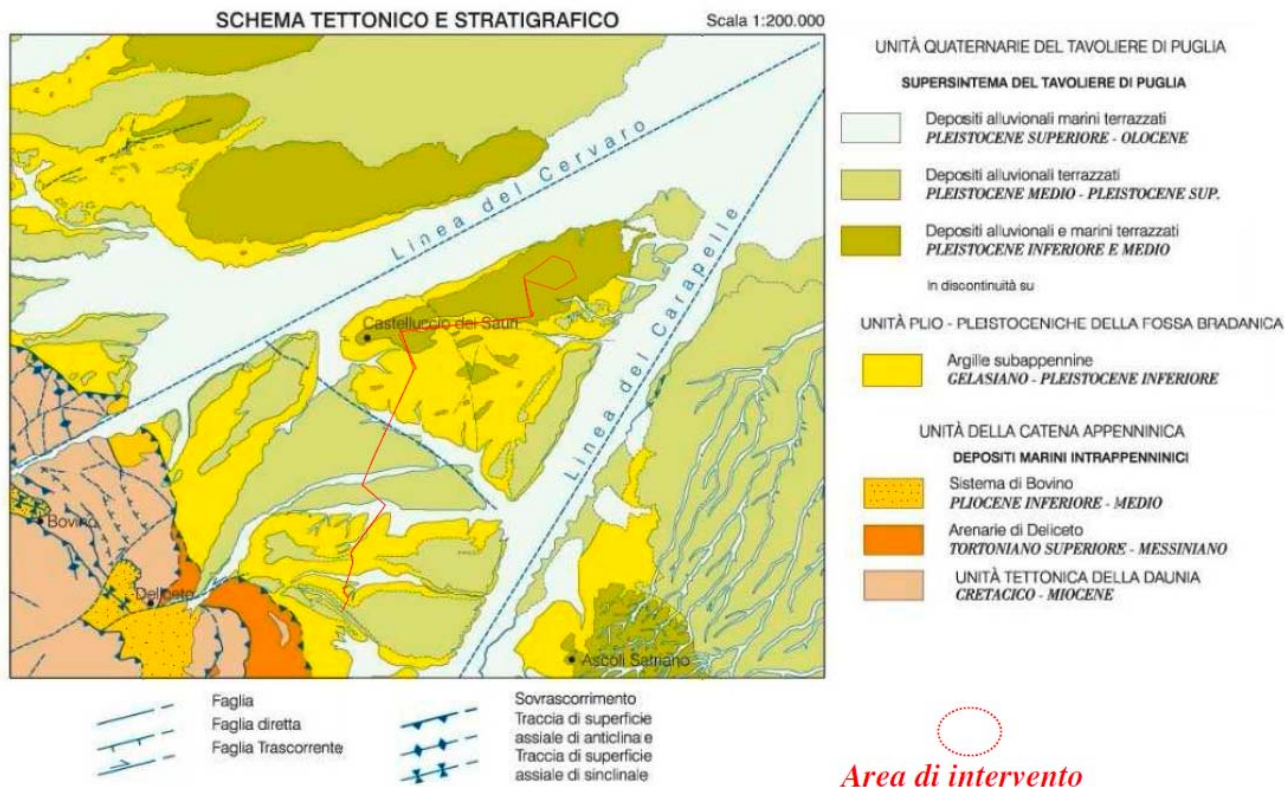 SCHEMA TETTONICO E STRATIGRAFICO
Scala 1:200.000
Linea del Cervaro
Linea del Carapelle
Castelluccio dei Sauri
Bovino
Deliceto
Ascoli Satriano
UNITÀ QUATERNARIE DEL TAVOLIERE DI PUGLIA
SUPERSINTEMA DEL TAVOLIERE DI PUGLIA
Depositi alluvionali marini terrazzati
PLEISTOCENE SUPERIORE - OLOCENE
Depositi alluvionali terrazzati
PLEISTOCENE MEDIO - PLEISTOCENE SUP.
Depositi alluvionali e marini terrazzati
PLEISTOCENE INFERIORE E MEDIO
In discontinuità su
UNITÀ PLIO - PLEISTOCENICHE DELLA FOSSA BRADANICA
Argille subappennine
GELASIANO - PLEISTOCENE INFERIORE
UNITÀ DELLA CATENA APPENNINICA
DEPOSITI MARINI INTRAPPENNINICI
Sistema di Bovino
PLIOCENE INFERIORE - MEDIO
Arenarie di Deliceto
TORTONIANO SUPERIORE - MESSINIANO
UNITÀ TETTONICA DELLA DAUNIA
CRETACICO - MIOCENE
Faglia
Faglia diretta
Faglia Trascorrente
Sovrascorrimento
Traccia di superficie
assiale di anticlinale
Traccia di superficie
assiale di sinclinale
Area di intervento